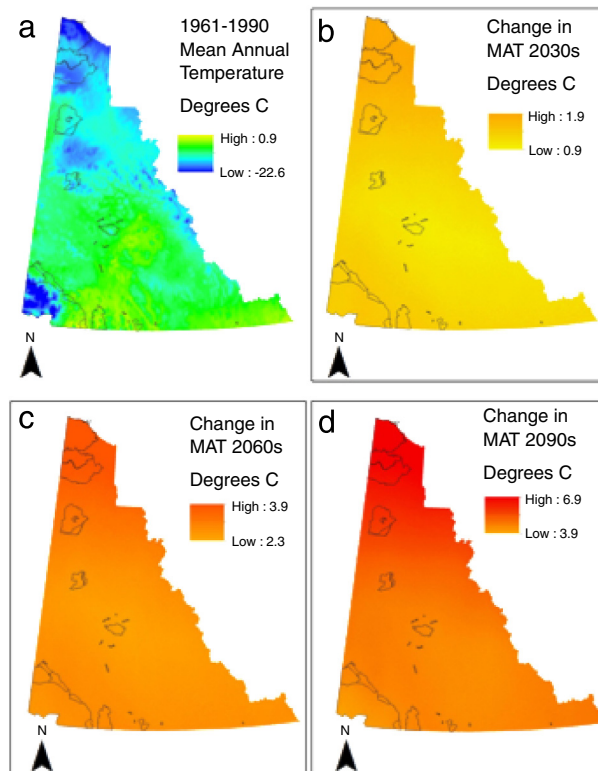 a
1961-1990
Mean Annual
Temperature
Degrees C
High : 0.9
Low : -22.6
N
b
Change in
MAT 2030s
Degrees C
High : 1.9
Low : 0.9
N
c
Change in
MAT 2060s
Degrees C
High : 3.9
Low : 2.3
N
d
Change in
MAT 2090s
Degrees C
High : 6.9
Low : 3.9
N